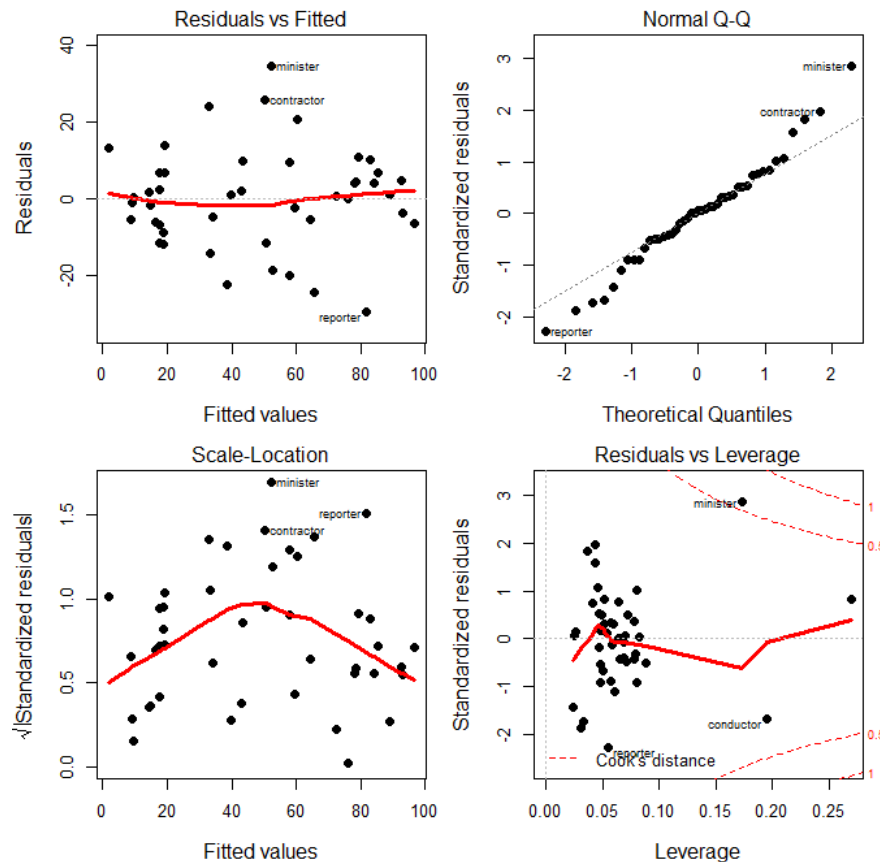 Residuals vs Fitted
Residuals
40
20
0
-20
minister
contractor
reporter
0 20 40 60 80 100
Fitted values
Normal Q-Q
Standardized residuals
3
2
1
0
-1
-2
minister
contractor
reporter
-2 -1 0 1 2
Theoretical Quantiles
Scale-Location
√|Standardized residuals|
1.5
1.0
0.5
0.0
minister
reporter
contractor
0 20 40 60 80 100
Fitted values
Residuals vs Leverage
Standardized residuals
3
2
1
0
-1
-2
minister
1
0.5
conductor
reporter
0.5
Cook's distance
1
0.00 0.05 0.10 0.15 0.20 0.25
Leverage